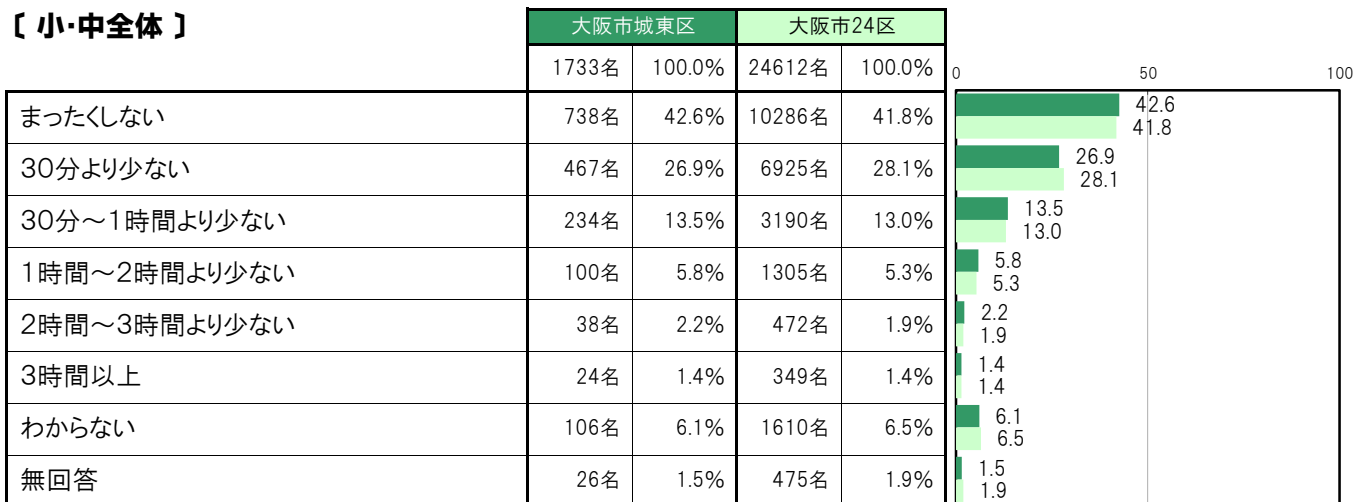 〔 小・中全体 〕
大阪市城東区 大阪市24区
1733名 100.0% 24612名 100.0%
0 50 100
まったくしない 738名 42.6% 10286名 41.8% 42.6
41.8
30分より少ない 467名 26.9% 6925名 28.1% 26.9
28.1
30分～1時間より少ない 234名 13.5% 3190名 13.0% 13.5
13.0
1時間～2時間より少ない 100名 5.8% 1305名 5.3% 5.8
5.3
2時間～3時間より少ない 38名 2.2% 472名 1.9% 2.2
1.9
3時間以上 24名 1.4% 349名 1.4% 1.4
1.4
わからない 106名 6.1% 1610名 6.5% 6.1
6.5
無回答 26名 1.5% 475名 1.9% 1.5
1.9